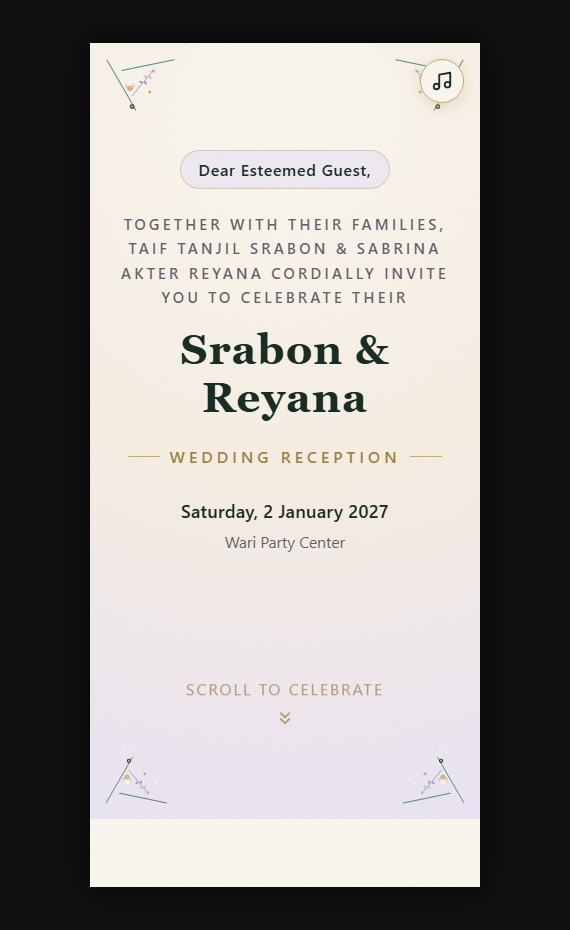 Dear Esteemed Guest,
TOGETHER WITH THEIR FAMILIES,
TAIF TANJIL SRABON & SABRINA
AKTER REYANA CORDIALLY INVITE
YOU TO CELEBRATE THEIR
Srabon &
Reyana
WEDDING RECEPTION
Saturday, 2 January 2027
Wari Party Center
SCROLL TO CELEBRATE